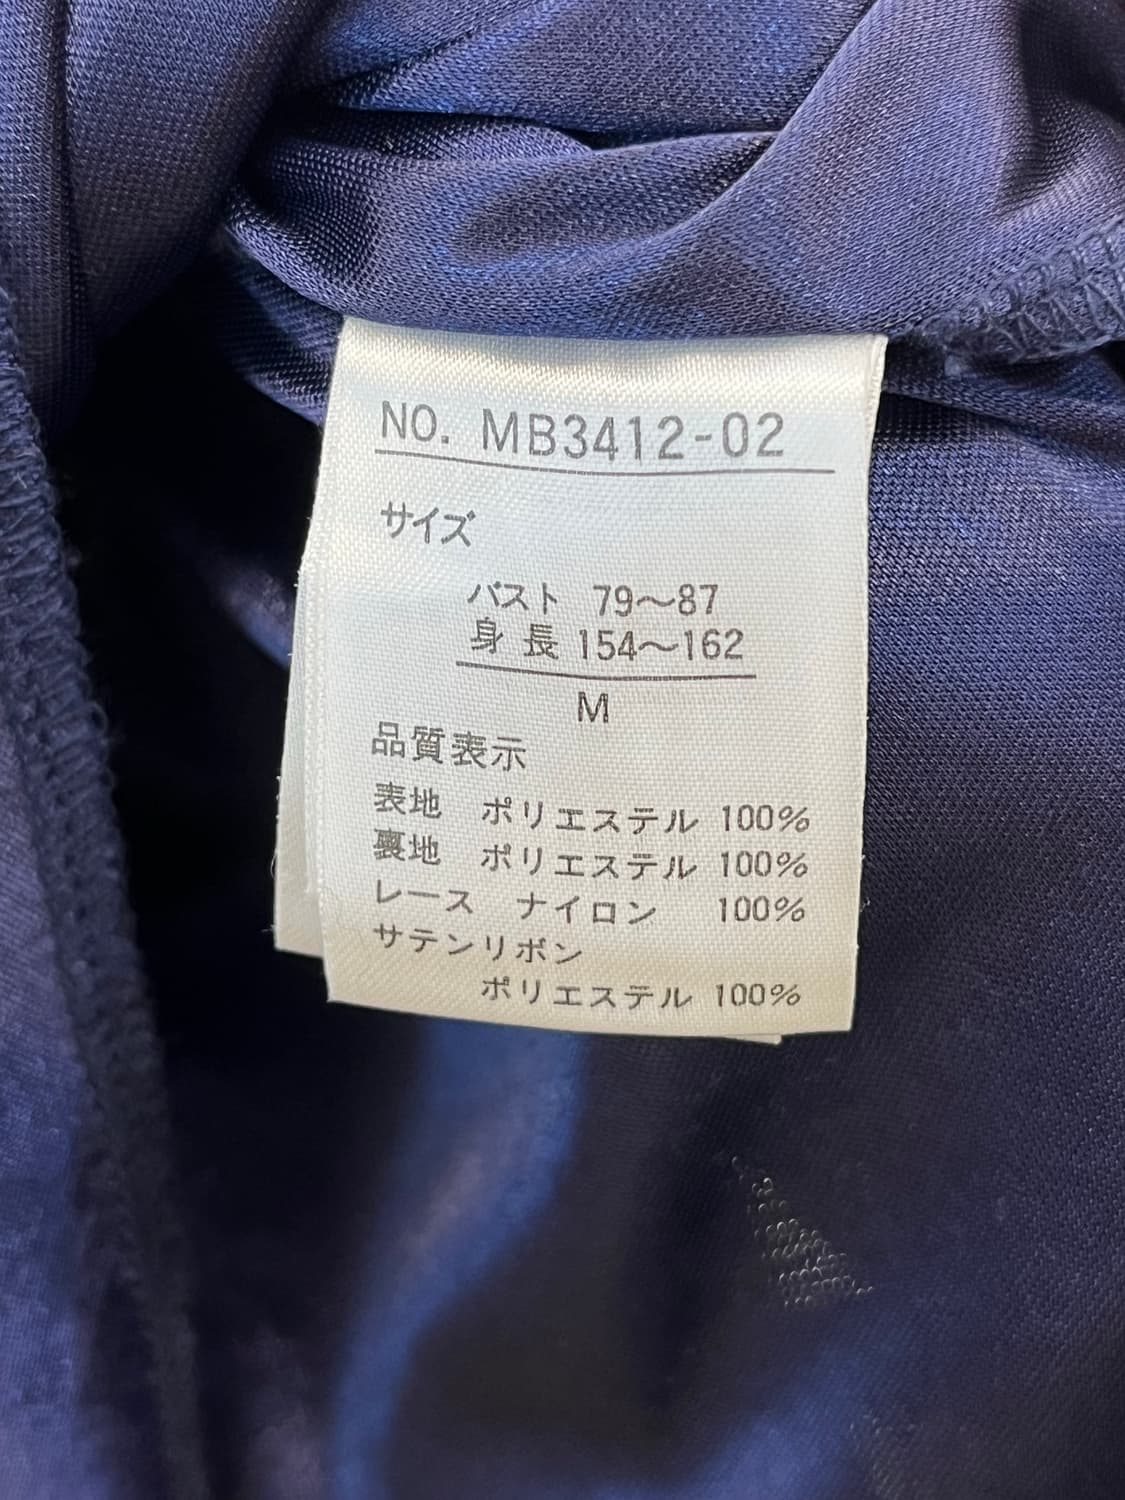 NO. MB3412-02
サイズ
バスト 79〜87
身長 154〜162
M
品質表示
表地 ポリエステル 100%
裏地 ポリエステル 100%
レース ナイロン 100%
サテンリボン
ポリエステル 100%